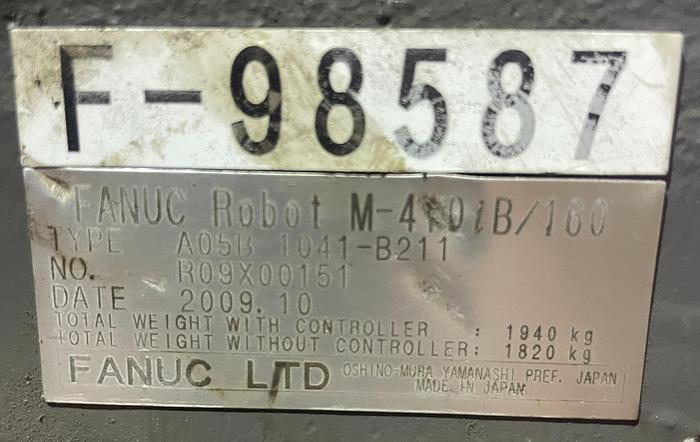 F-98587
FANUC Robot M-410iB/160
TYPE A05B 1041-B211
NO. R09X00151
DATE 2009.10
TOTAL WEIGHT WITH CONTROLLER : 1940 kg
TOTAL WEIGHT WITHOUT CONTROLLER: 1820 kg
FANUC LTD OSHINO-MURA YAMANASHI PREF. JAPAN
MADE IN JAPAN